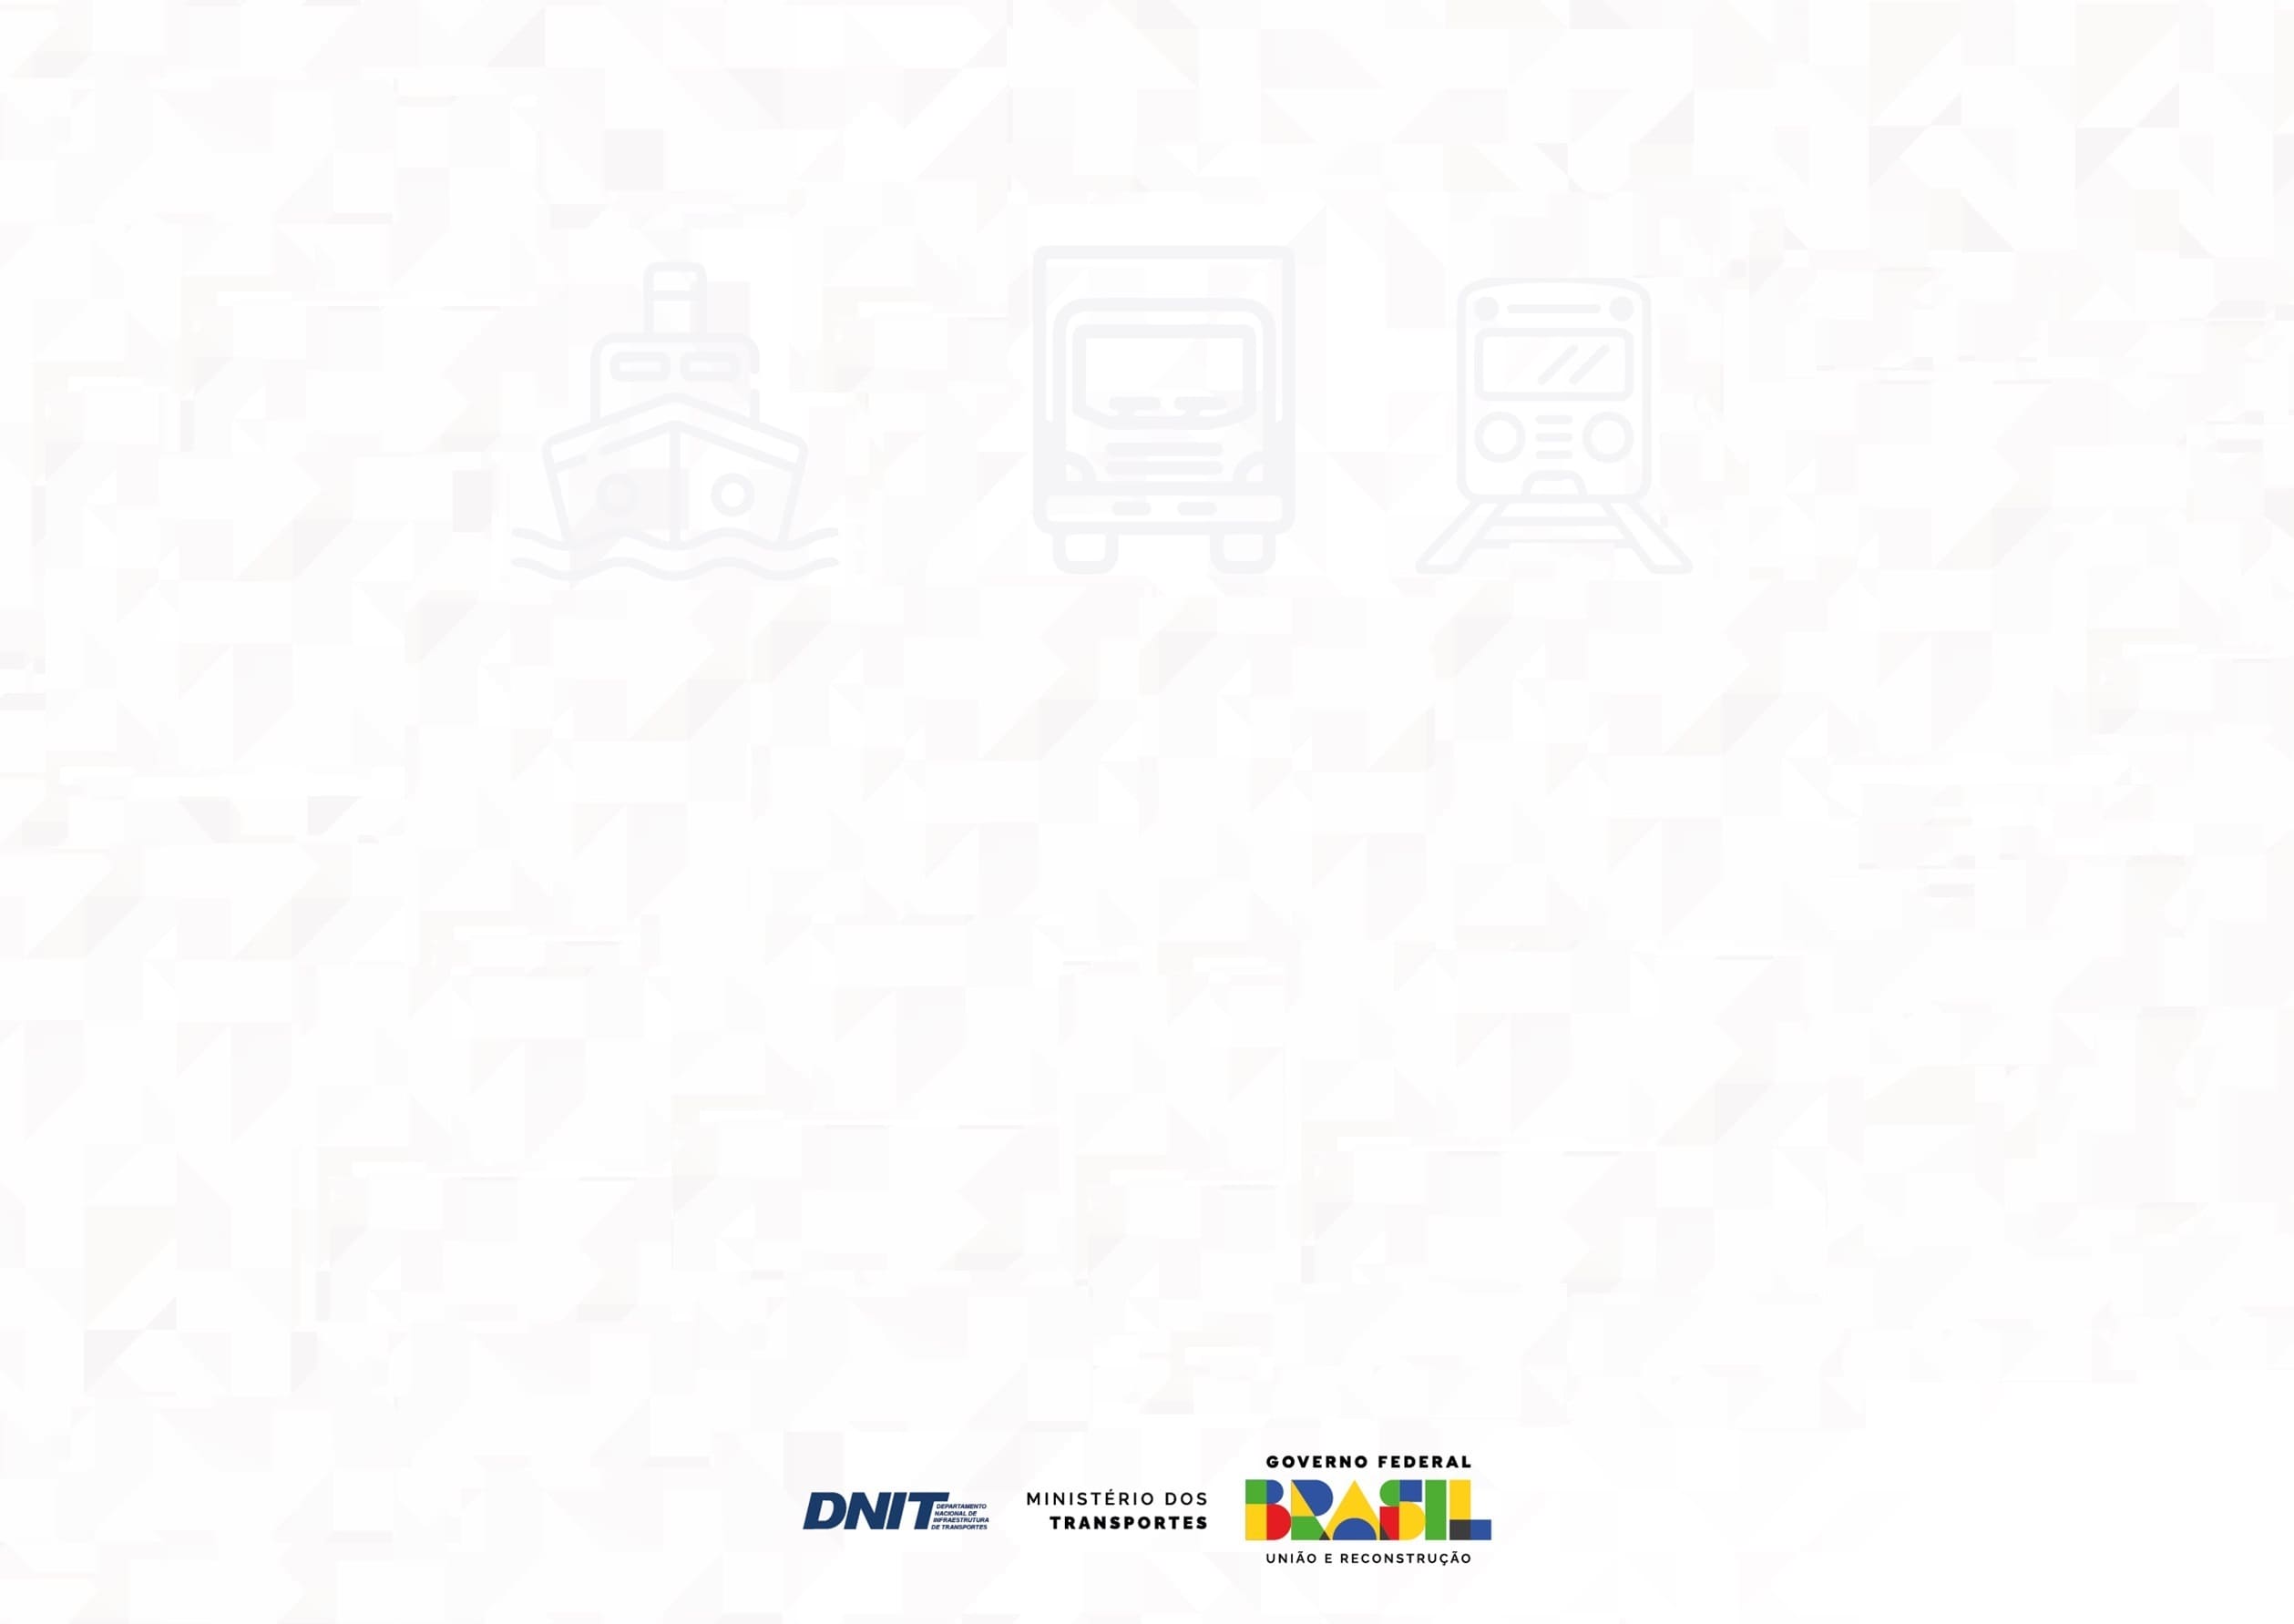 DNIT
DEPARTAMENTO
NACIONAL DE
INFRAESTRUTURA
DE TRANSPORTES
MINISTÉRIO DOS
TRANSPORTES
GOVERNO FEDERAL
BRASIL
UNIÃO E RECONSTRUÇÃO